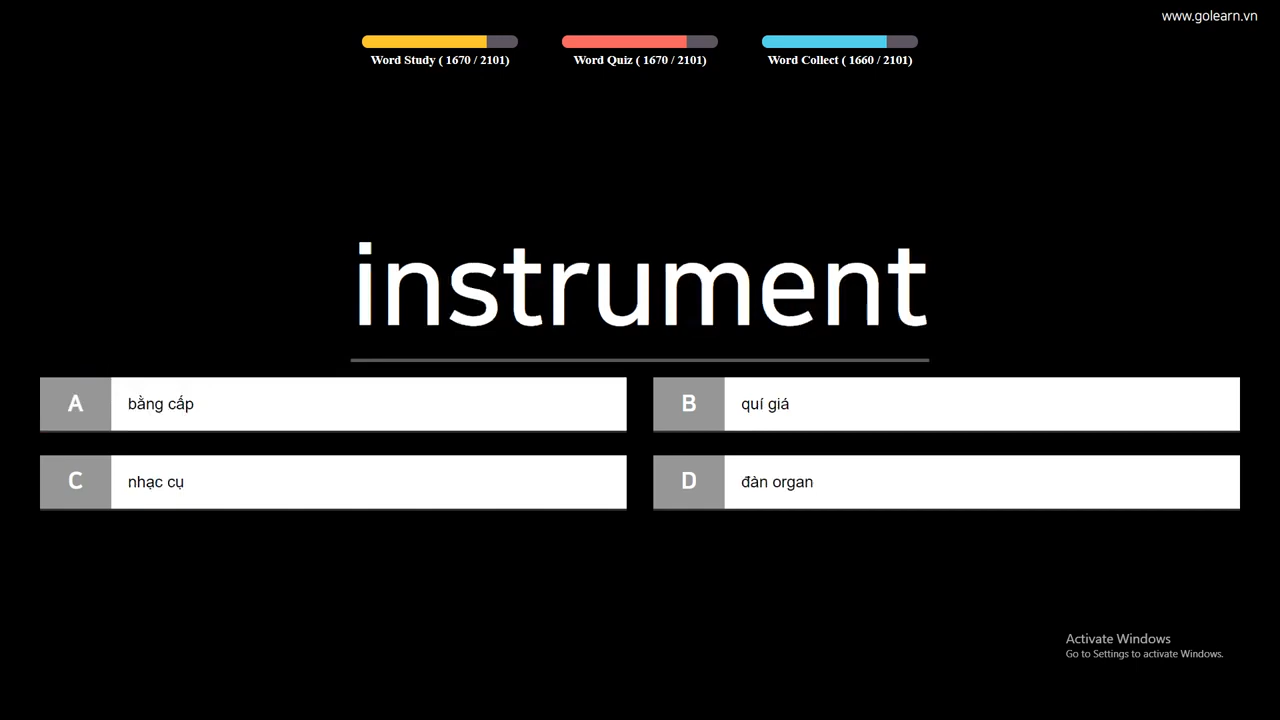 www.golearn.vn
Word Study ( 1670 / 2101)
Word Quiz ( 1670 / 2101)
Word Collect ( 1660 / 2101)
instrument
A bằng cấp
B quí giá
C nhạc cụ
D đàn organ
Activate Windows
Go to Settings to activate Windows.